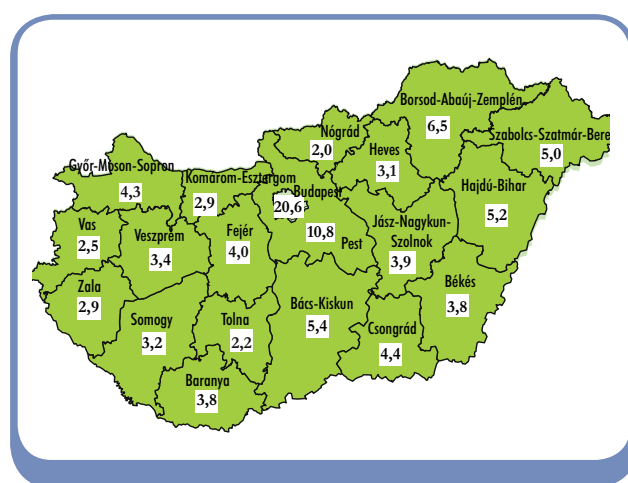 Borsod-Abaúj-Zemplén
6,5
Nógrád
2,0
Heves
3,1
Szabolcs-Szatmár-Bere
5,0
Győr-Moson-Sopron
4,3
Komárom-Esztergom
2,9
Budapest
20,6
Hajdú-Bihar
5,2
Vas
2,5
Veszprém
3,4
Fejér
4,0
10,8
Pest
Jász-Nagykun-
Szolnok
3,9
Zala
2,9
Somogy
3,2
Tolna
2,2
Bács-Kiskun
5,4
Békés
3,8
Csongrád
4,4
Baranya
3,8